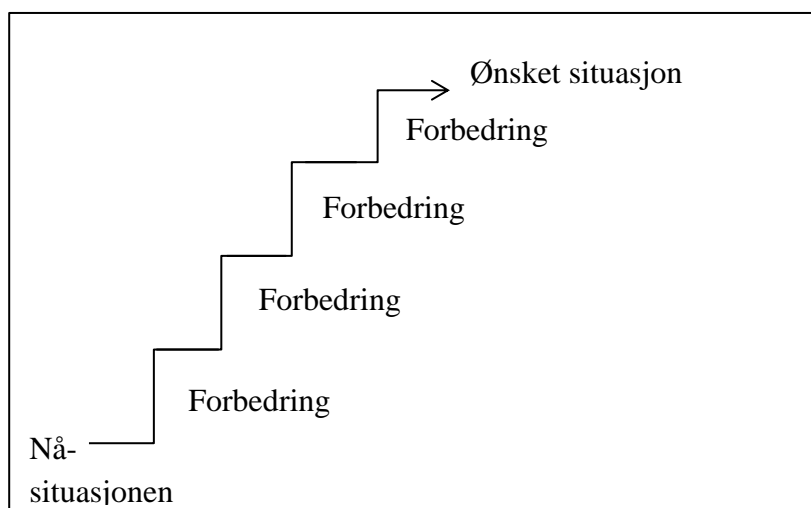 Ønsket situasjon
Forbedring
Forbedring
Forbedring
Forbedring
Nå-
situasjonen